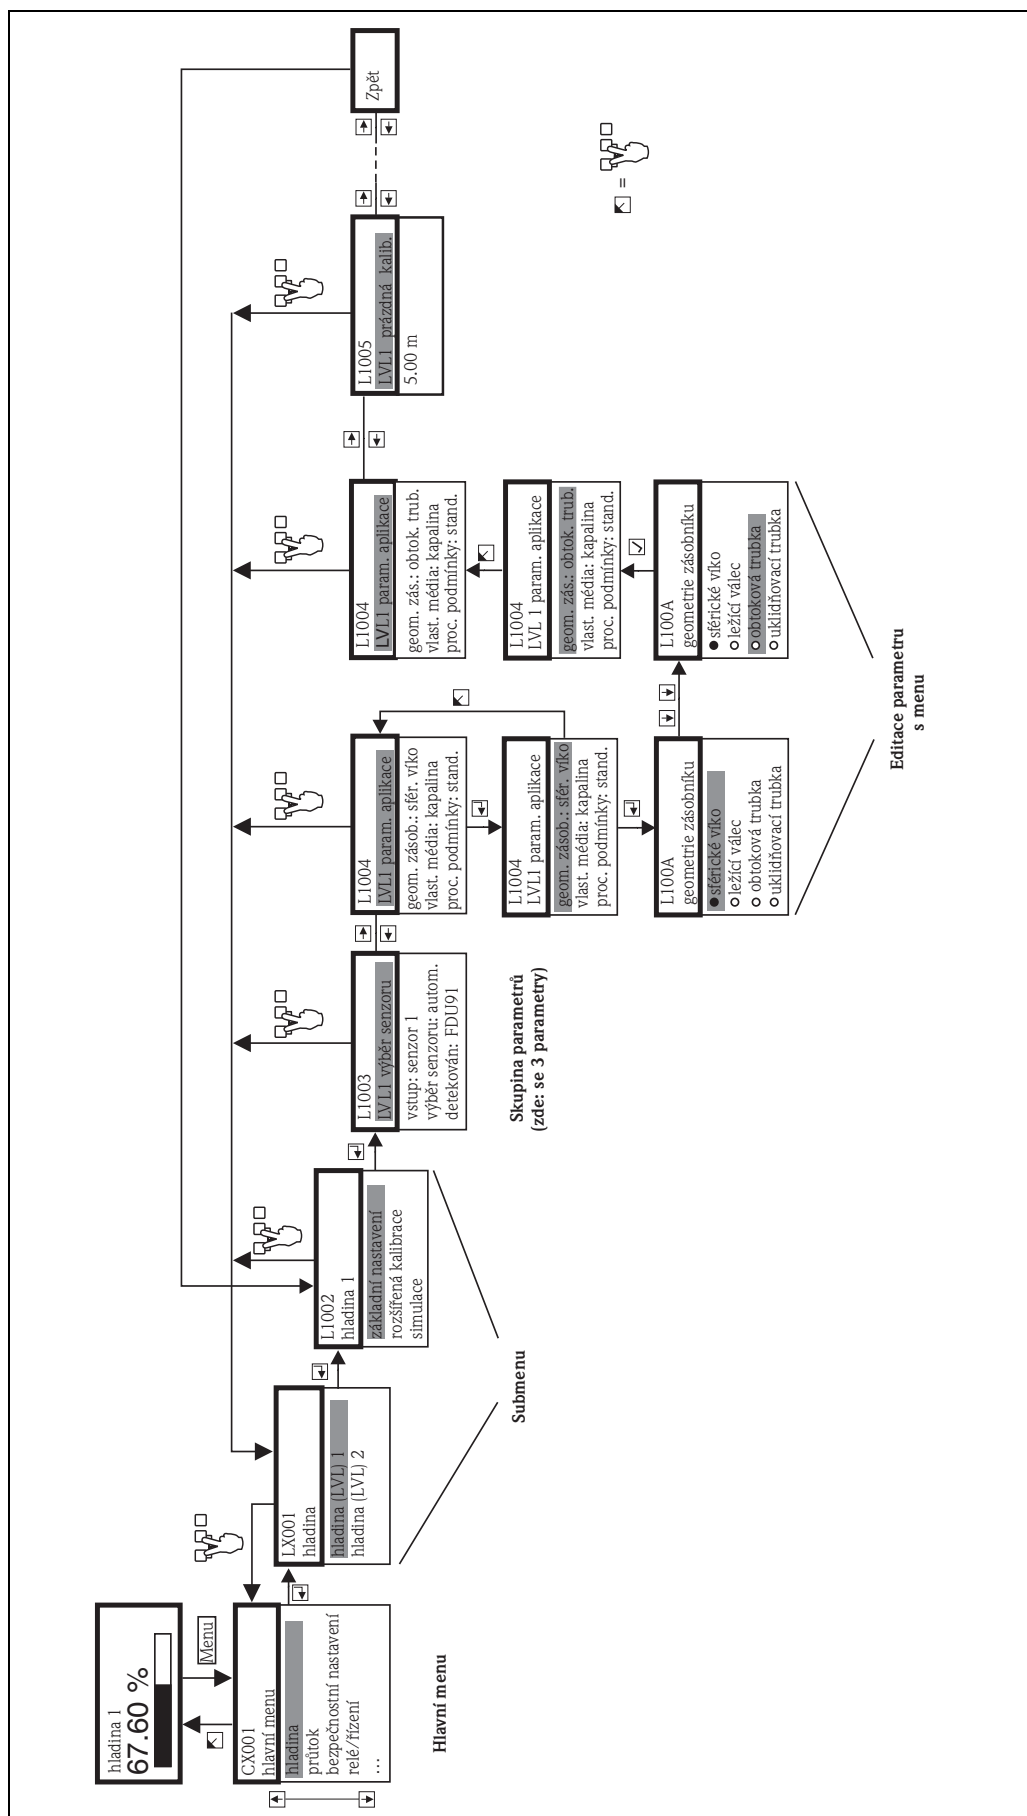 hladina 1
67.60 %
Menu
CX001
hlavní menu
hladina
průtok
bezpečnostní nastavení
relé/řízení
...
Hlavní menu
LX001
hladina
hladina (LVL) 1
hladina (LVL) 2
L1002
hladina 1
základní nastavení
rozšířená kalibrace
simulace
Submenu
L1003
LVL1 výběr senzoru
vstup: senzor 1
výběr senzoru: autom.
detekován: FDU91
Skupina parametrů
(zde: se 3 parametry)
L1004
LVL1 param. aplikace
geom. zásob.: sfér. víko
vlast. média: kapalina
proc. podmínky: stand.
L1004
LVL1 param. aplikace
geom. zásob.: sfér. víko
vlast. média: kapalina
proc. podmínky: stand.
L100A
geometrie zásobníku
sférické víko
ležící válec
obtoková trubka
uklidňovací trubka
L1004
LVL1 param. aplikace
geom. zás.: obtok. trub.
vlast. média: kapalina
proc. podmínky: stand.
L1004
LVL 1 param. aplikace
geom. zás.: obtok. trub.
vlast. média: kapalina
proc. podmínky: stand.
L100A
geometrie zásobníku
sférické víko
ležící válec
obtoková trubka
uklidňovací trubka
Editace parametru
s menu
L1005
LVL1 prázdná kalib.
5.00 m
Zpět
=